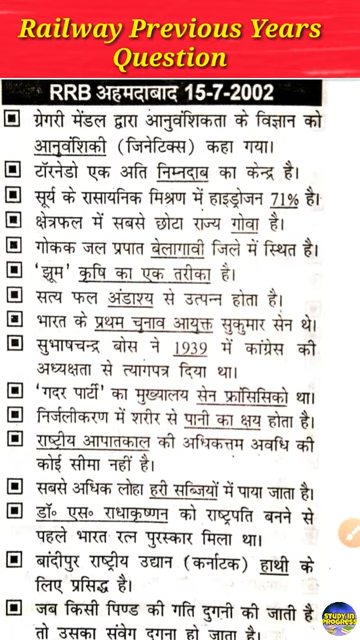 Railway Previous Years
Question
RRB अहमदाबाद 15-7-2002
ग्रेगरी मेंडल द्वारा आनुवंशिकता के विज्ञान को
आनुवंशिकी (जिनेटिक्स) कहा गया।
टॉरनेडो एक अति निम्नदाब का केन्द्र है।
सूर्य के रासायनिक मिश्रण में हाइड्रोजन 71% है।
क्षेत्रफल में सबसे छोटा राज्य गोवा है।
गोकक जल प्रपात बेलागावी जिले में स्थित है।
'झूम' कृषि का एक तरीका है।
सत्य फल अंडाश्य से उत्पन्न होता है।
भारत के प्रथम चुनाव आयुक्त सुकुमार सेन थे।
सुभाषचन्द्र बोस ने 1939 में कांग्रेस की
अध्यक्षता से त्यागपत्र दिया था।
'गदर पार्टी' का मुख्यालय सेन फ्रांसिसिको था।
निर्जलीकरण में शरीर से पानी का क्षय होता है।
राष्ट्रीय आपातकाल की अधिकत्तम अवधि की
कोई सीमा नहीं है।
सबसे अधिक लोहा हरी सब्जियों में पाया जाता है।
डॉ० एस० राधाकृष्णन को राष्ट्रपति बनने से
पहले भारत रत्न पुरस्कार मिला था।
बांदीपुर राष्ट्रीय उद्यान (कर्नाटक) हाथी के
लिए प्रसिद्ध है।
जब किसी पिण्ड की गति दुगनी की जाती है
तो उसका संवेग दुगना हो जाता है।
STUDY IN
PROGRESS